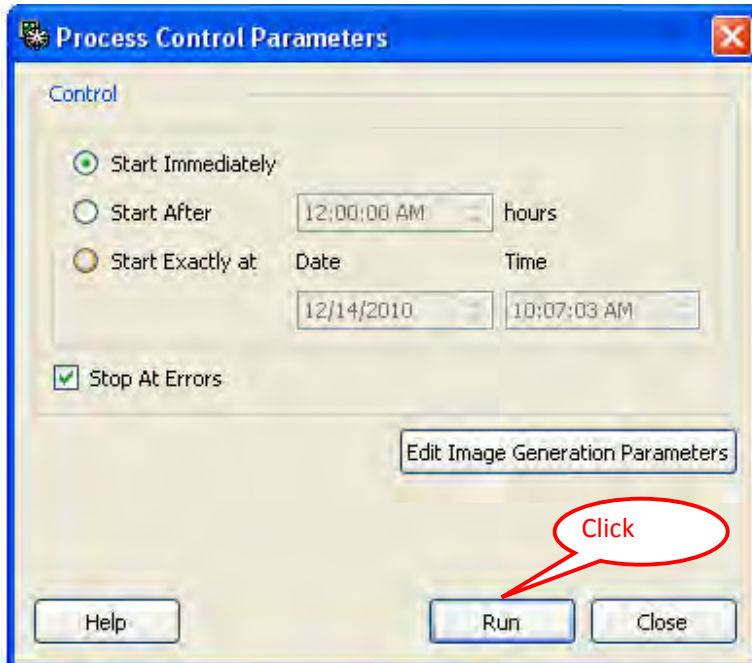 Process Control Parameters
Control
Start Immediately
Start After 12:00:00 AM hours
Start Exactly at Date Time
12/14/2010 10:07:03 AM
Stop At Errors
Edit Image Generation Parameters
Click
Help Run Close